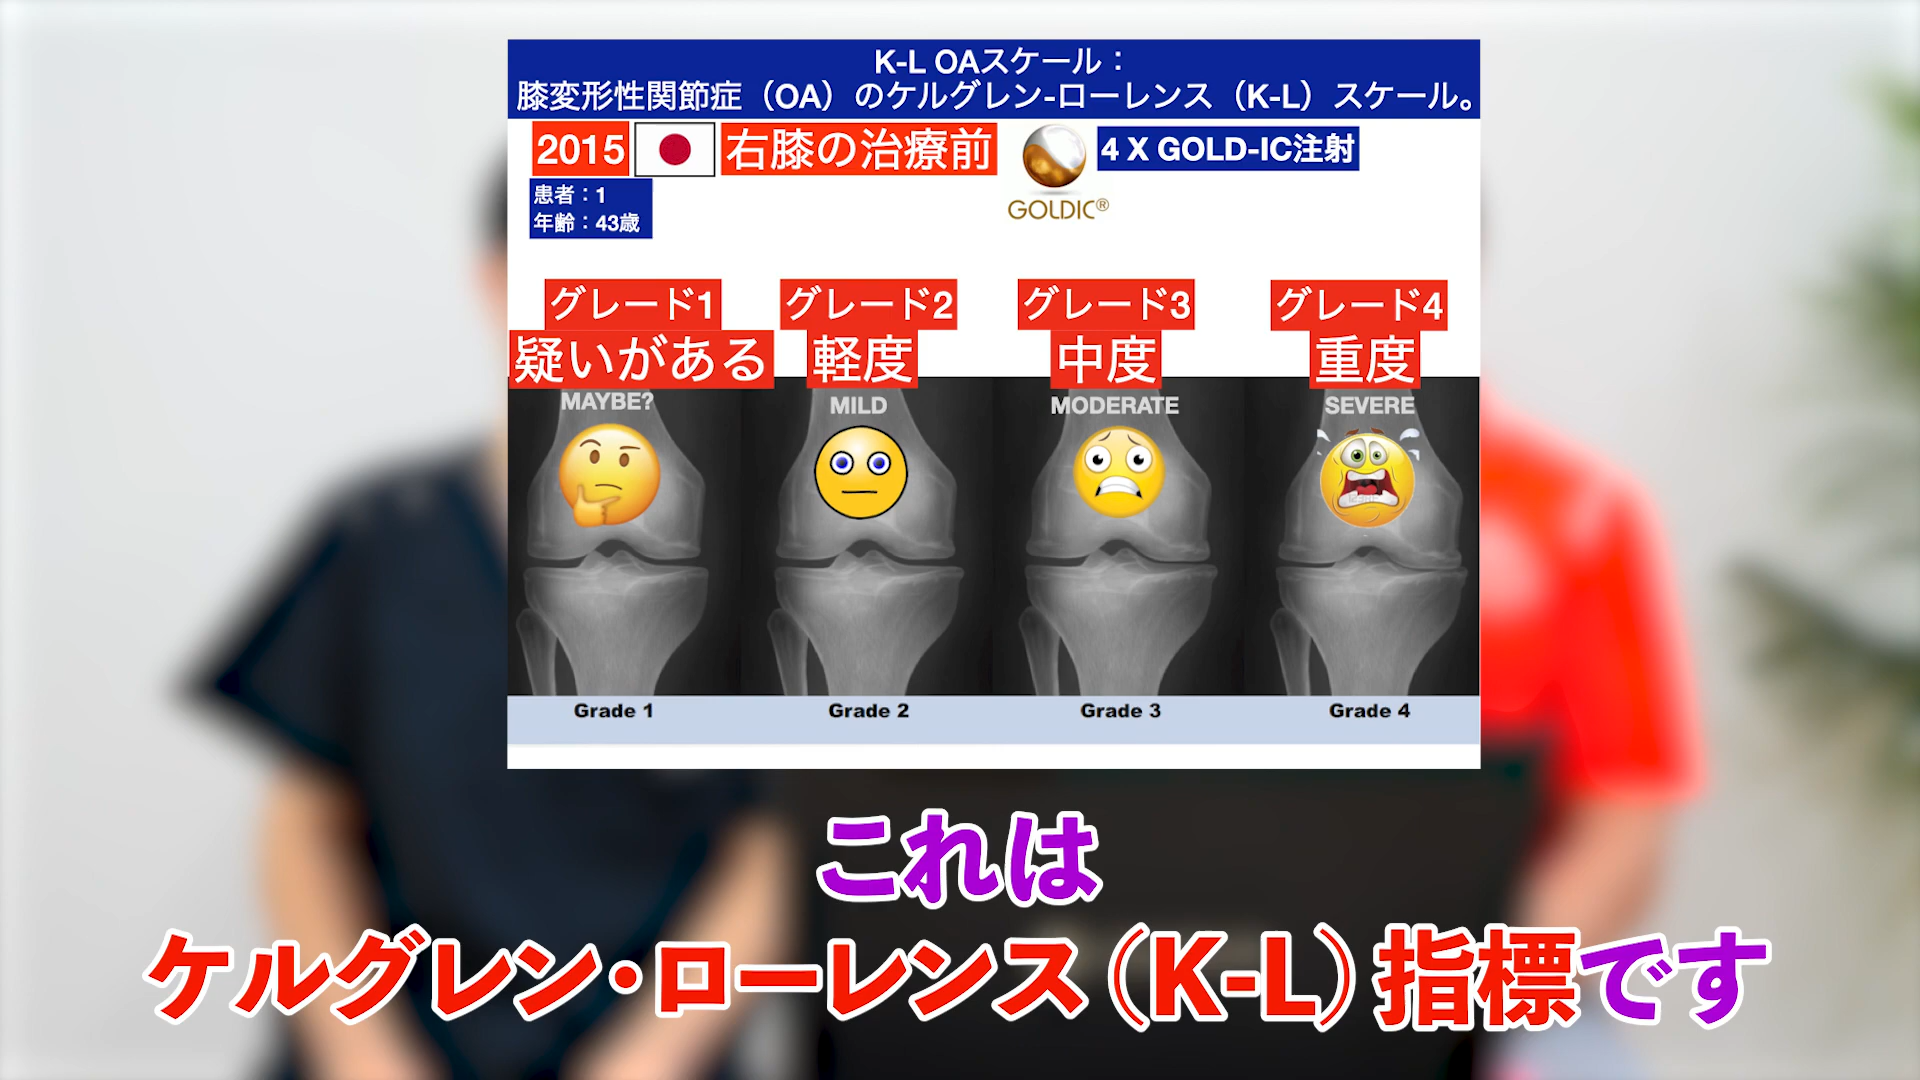 K-L OAスケール：
膝変形性関節症（OA）のケルグレン-ローレンス（K-L）スケール。
2015 右膝の治療前 4 X GOLD-IC注射
患者：1
年齢：43歳
GOLDIC®
グレード1 グレード2 グレード3 グレード4
疑いがある 軽度 中度 重度
MAYBE? MILD MODERATE SEVERE
Grade 1 Grade 2 Grade 3 Grade 4
これは
ケルグレン・ローレンス（K-L）指標です